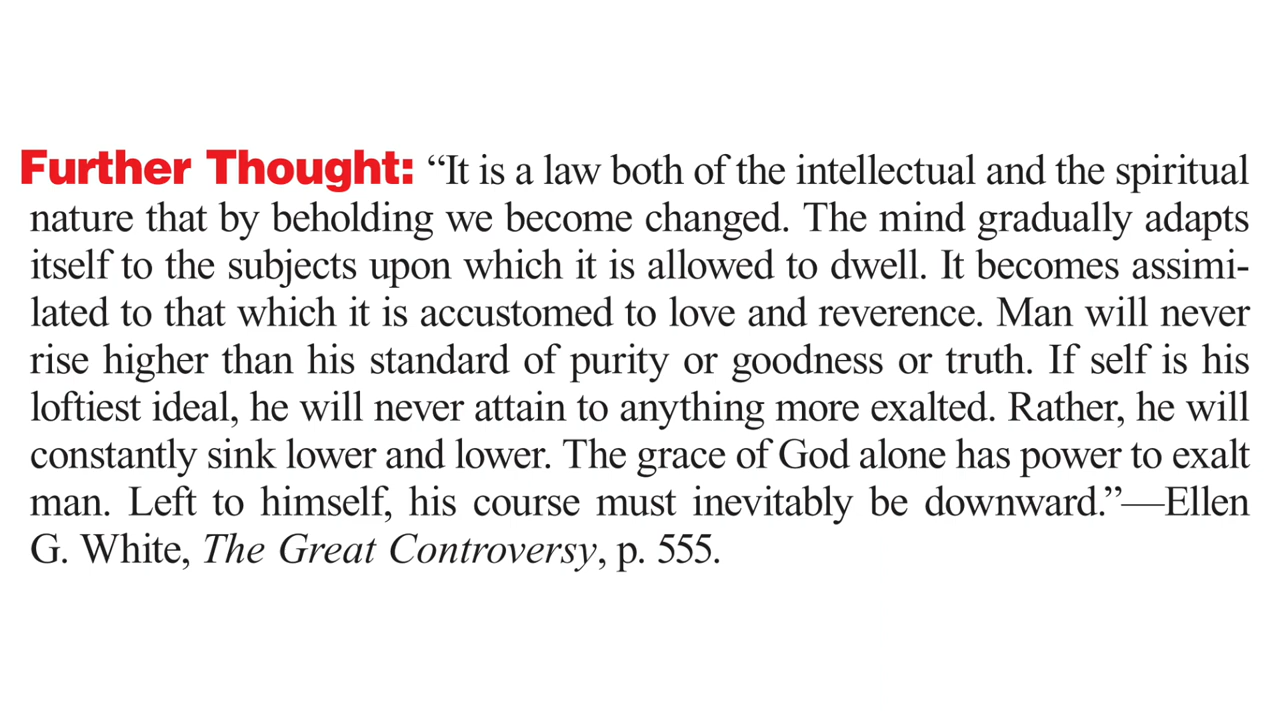 Further Thought: “It is a law both of the intellectual and the spiritual
nature that by beholding we become changed. The mind gradually adapts
itself to the subjects upon which it is allowed to dwell. It becomes assimi-
lated to that which it is accustomed to love and reverence. Man will never
rise higher than his standard of purity or goodness or truth. If self is his
loftiest ideal, he will never attain to anything more exalted. Rather, he will
constantly sink lower and lower. The grace of God alone has power to exalt
man. Left to himself, his course must inevitably be downward.”—Ellen
G. White, The Great Controversy, p. 555.